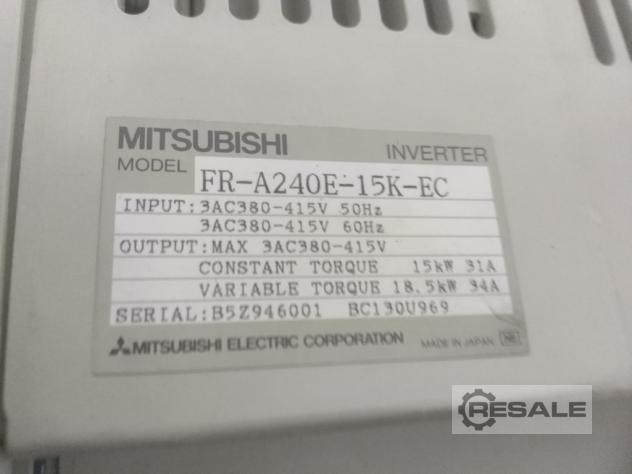 MITSUBISHI INVERTER
MODEL FR-A240E-15K-EC
INPUT:3AC380-415V 50Hz
3AC380-415V 60Hz
OUTPUT:MAX 3AC380-415V
CONSTANT TORQUE 15kW 31A
VARIABLE TORQUE 18.5kW 34A
SERIAL:B5Z946001 BC130U969
MITSUBISHI ELECTRIC CORPORATION MADE IN JAPAN
RESALE